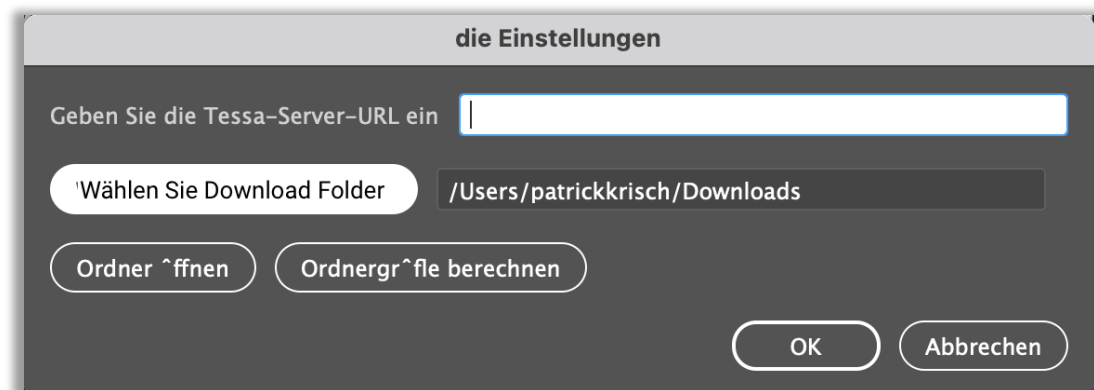 die Einstellungen
Geben Sie die Tessa-Server-URL ein
'Wählen Sie Download Folder /Users/patrickkrisch/Downloads
Ordner ˆffnen Ordnergrˆfle berechnen
OK Abbrechen